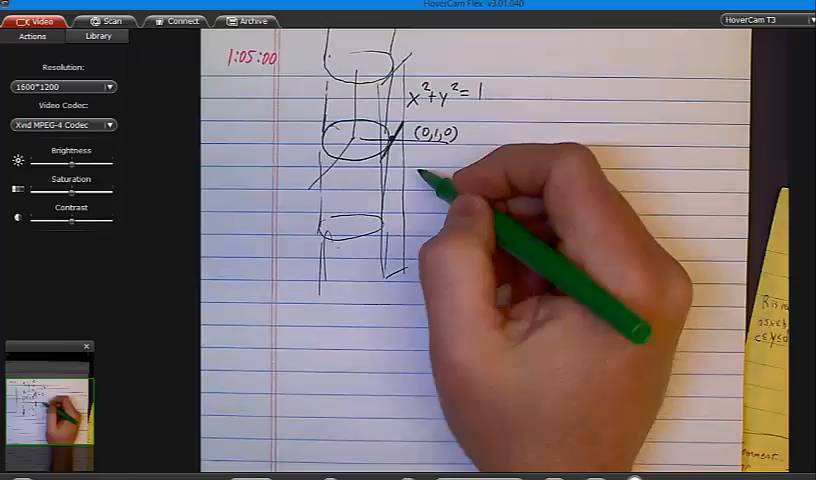 HoverCam Flex v3.01.040
Video
Scan
Connect
Archive
HoverCam T3
Actions
Library
Resolution:
1600*1200
Video Codec:
Xvid MPEG-4 Codec
Brightness
Saturation
Contrast
1:05:00
x²+y²=1
(0,1,0)
R is